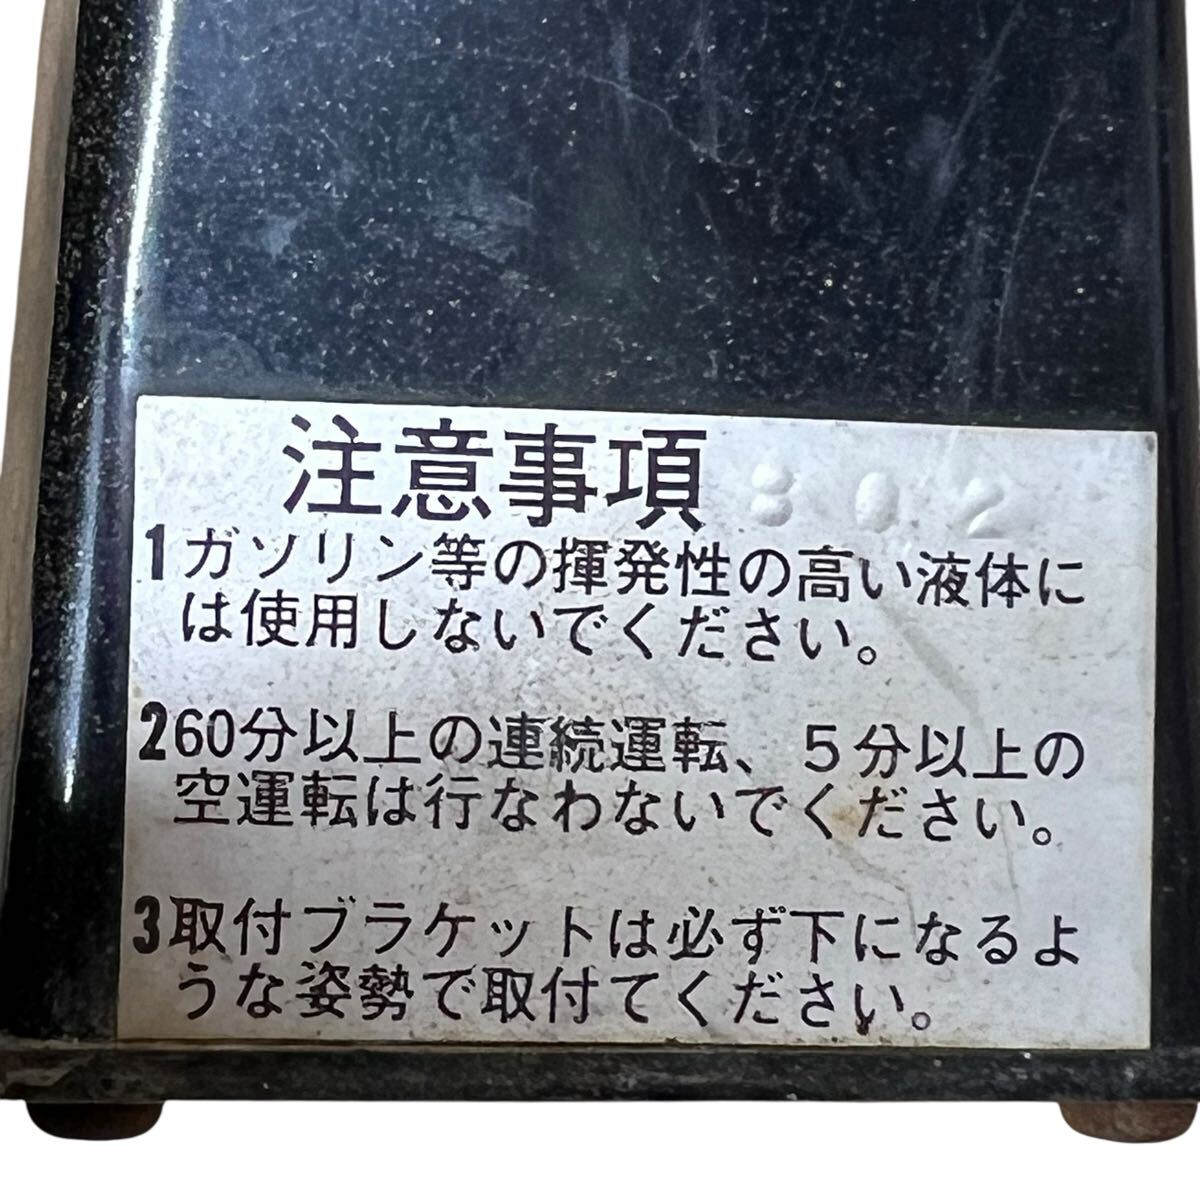 注意事項 802
1ガソリン等の揮発性の高い液体に
は使用しないでください。
260分以上の連続運転、5分以上の
空運転は行なわないでください。
3取付ブラケットは必ず下になるよ
うな姿勢で取付てください。